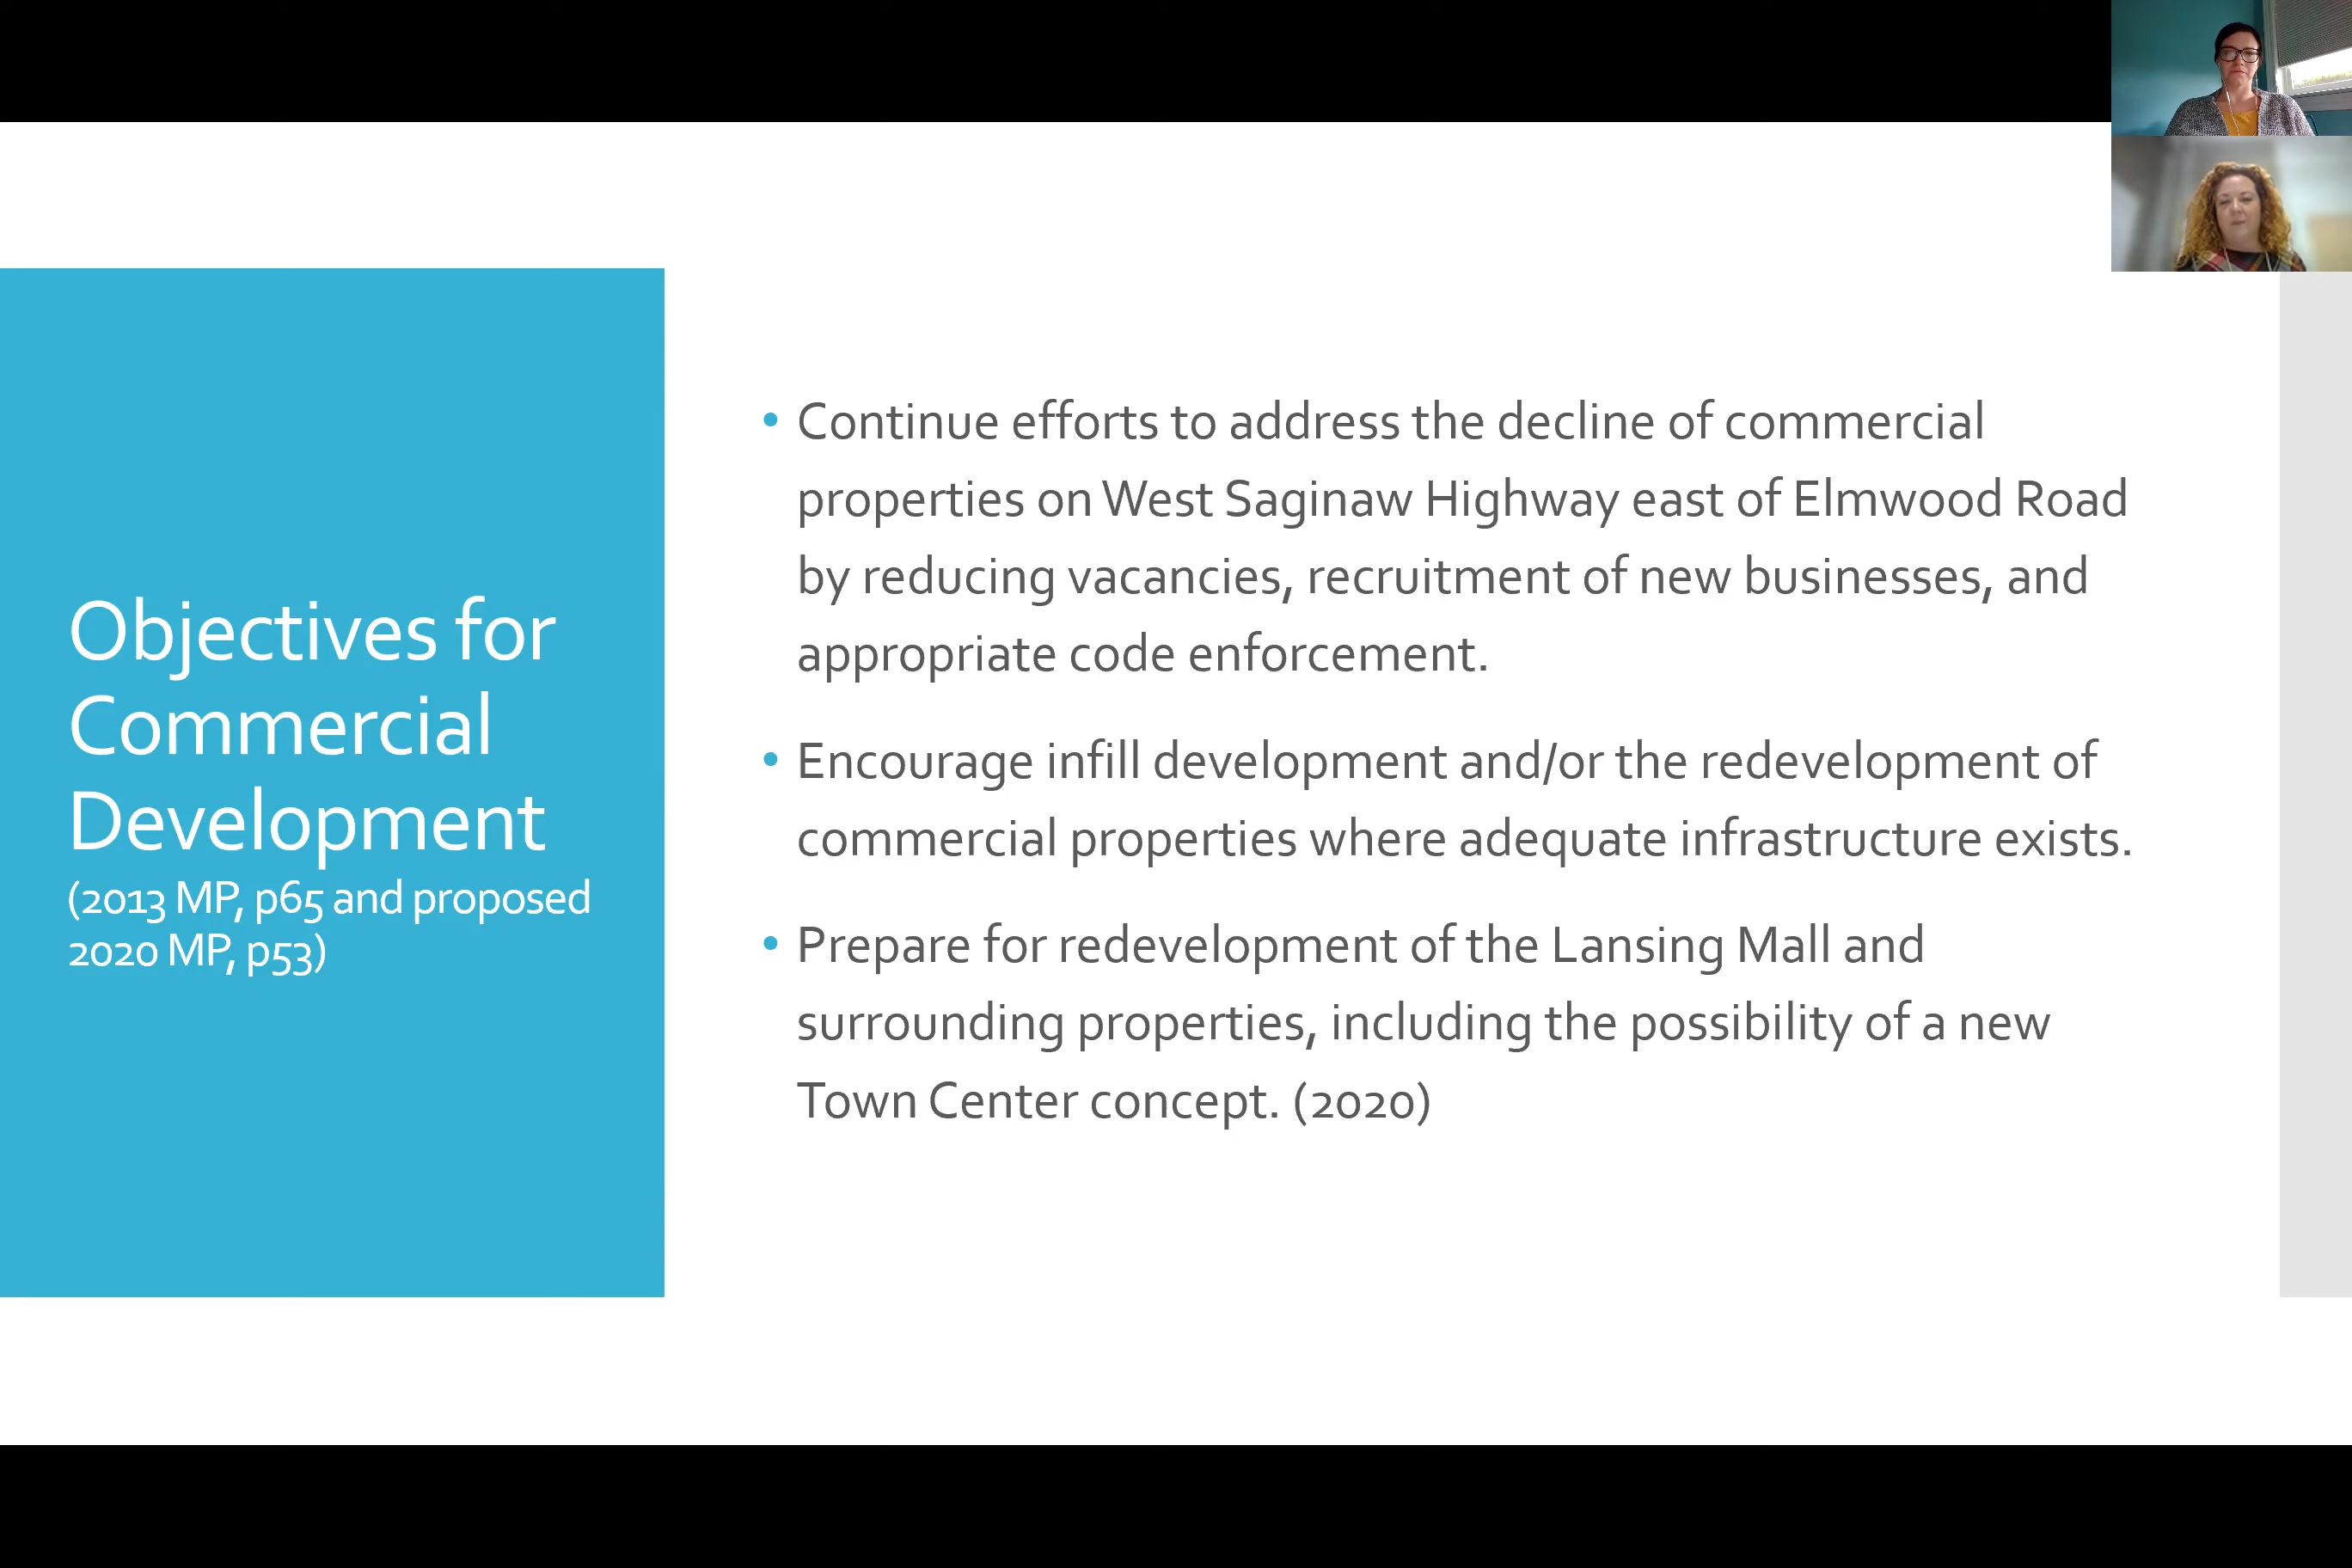 Objectives for
Commercial
Development
(2013 MP, p65 and proposed
2020 MP, p53)
• Continue efforts to address the decline of commercial
properties on West Saginaw Highway east of Elmwood Road
by reducing vacancies, recruitment of new businesses, and
appropriate code enforcement.
• Encourage infill development and/or the redevelopment of
commercial properties where adequate infrastructure exists.
• Prepare for redevelopment of the Lansing Mall and
surrounding properties, including the possibility of a new
Town Center concept. (2020)